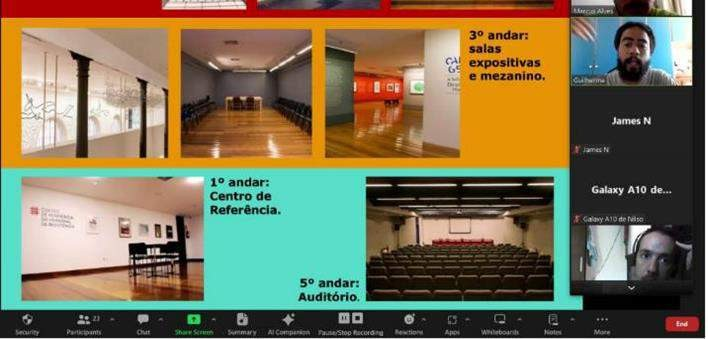 Marcus Alves
3º andar:
salas
expositivas
e mezanino.
Guilherme
James N
James N
1º andar:
Centro de
Referência.
Galaxy A10 de...
Galaxy A10 de Nilso
5º andar:
Auditório.
Security
Participants
23
Chat
Share Screen
Summary
AI Companion
Pause/Stop Recording
Reactions
Apps
Whiteboards
Notes
More
End